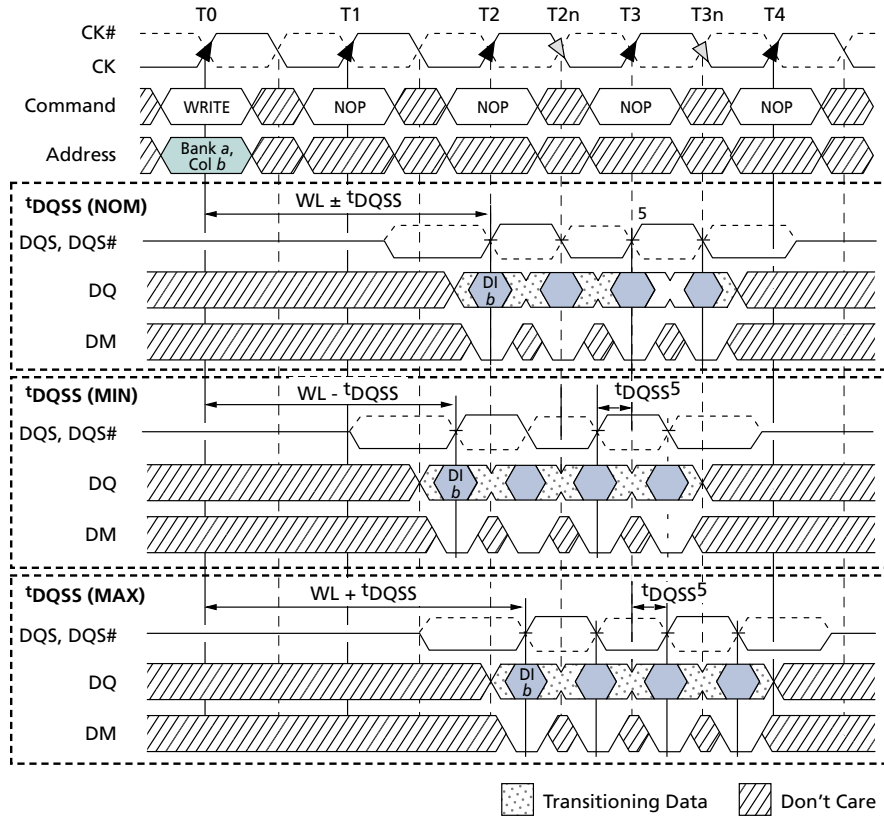 T0 T1 T2 T2n T3 T3n T4
CK#
CK
Command WRITE NOP NOP NOP NOP
Address Bank a, Col b
tDQSS (NOM) WL ± tDQSS
5
DQS, DQS#
DQ DI b
DM
tDQSS (MIN) WL - tDQSS tDQSS5
DQS, DQS#
DQ DI b
DM
tDQSS (MAX) WL + tDQSS tDQSS5
DQS, DQS#
DQ DI b
DM
Transitioning Data Don't Care